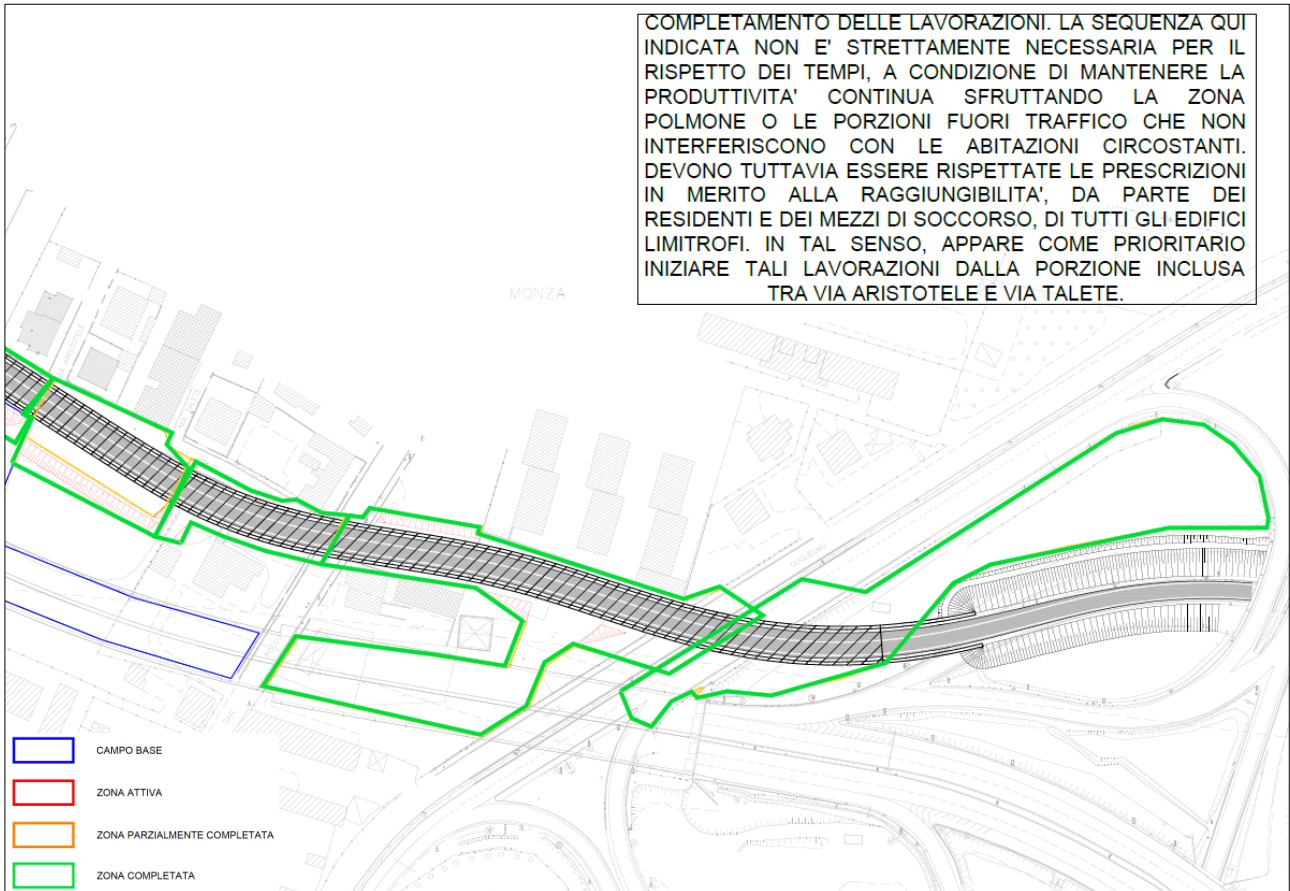 COMPLETAMENTO DELLE LAVORAZIONI. LA SEQUENZA QUI
INDICATA NON E' STRETTAMENTE NECESSARIA PER IL
RISPETTO DEI TEMPI, A CONDIZIONE DI MANTENERE LA
PRODUTTIVITA' CONTINUA SFRUTTANDO LA ZONA
POLMONE O LE PORZIONI FUORI TRAFFICO CHE NON
INTERFERISCONO CON LE ABITAZIONI CIRCOSTANTI.
DEVONO TUTTAVIA ESSERE RISPETTATE LE PRESCRIZIONI
IN MERITO ALLA RAGGIUNGIBILITA', DA PARTE DEI
RESIDENTI E DEI MEZZI DI SOCCORSO, DI TUTTI GLI EDIFICI
LIMITROFI. IN TAL SENSO, APPARE COME PRIORITARIO
INIZIARE TALI LAVORAZIONI DALLA PORZIONE INCLUSA
TRA VIA ARISTOTELE E VIA TALETE.
MONZA
ARISTOTELE
GUGLIELMO
CAMPO BASE
ZONA ATTIVA
ZONA PARZIALMENTE COMPLETATA
ZONA COMPLETATA